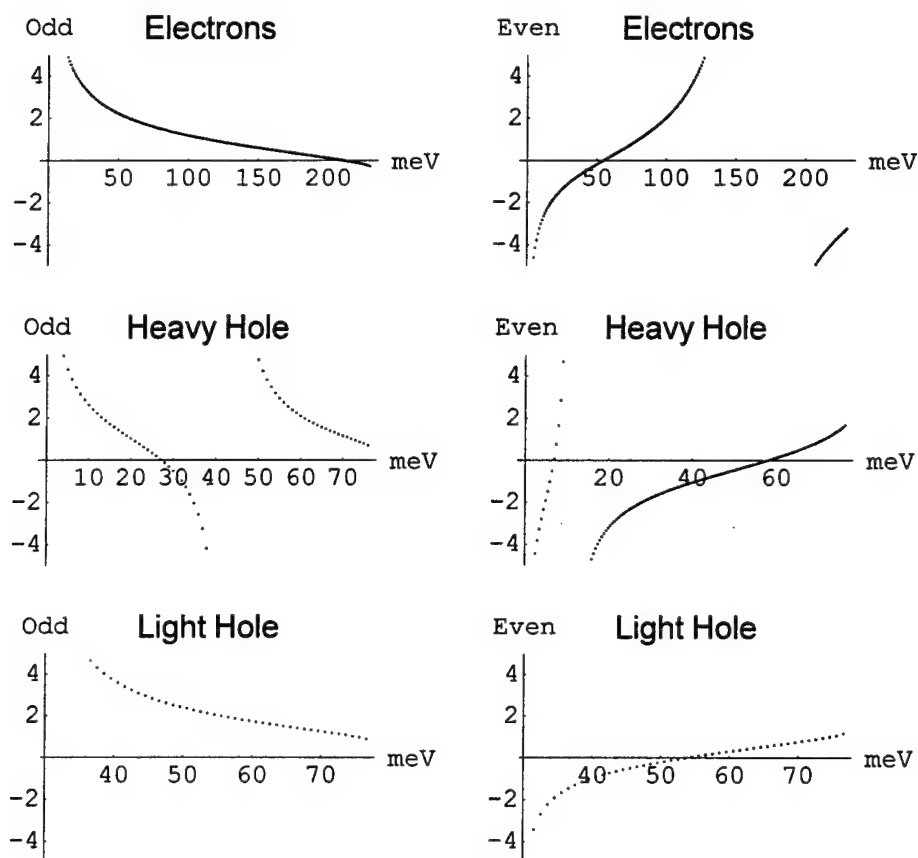 Odd Electrons
4
2
-2
-4
50 100 150 200 meV
Even Electrons
4
2
-2
-4
50 100 150 200 meV
Odd Heavy Hole
4
2
-2
-4
10 20 30 40 50 60 70 meV
Even Heavy Hole
4
2
-2
-4
20 40 60 meV
Odd Light Hole
4
2
-2
-4
40 50 60 70 meV
Even Light Hole
4
2
-2
-4
40 50 60 70 meV